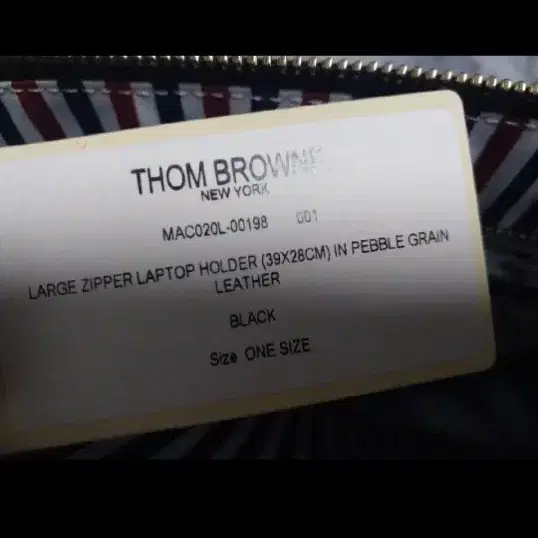 THOM BROWNE
NEW YORK
MAC020L-00198 001
LARGE ZIPPER LAPTOP HOLDER (39X28CM) IN PEBBLE GRAIN
LEATHER
BLACK
Size ONE SIZE